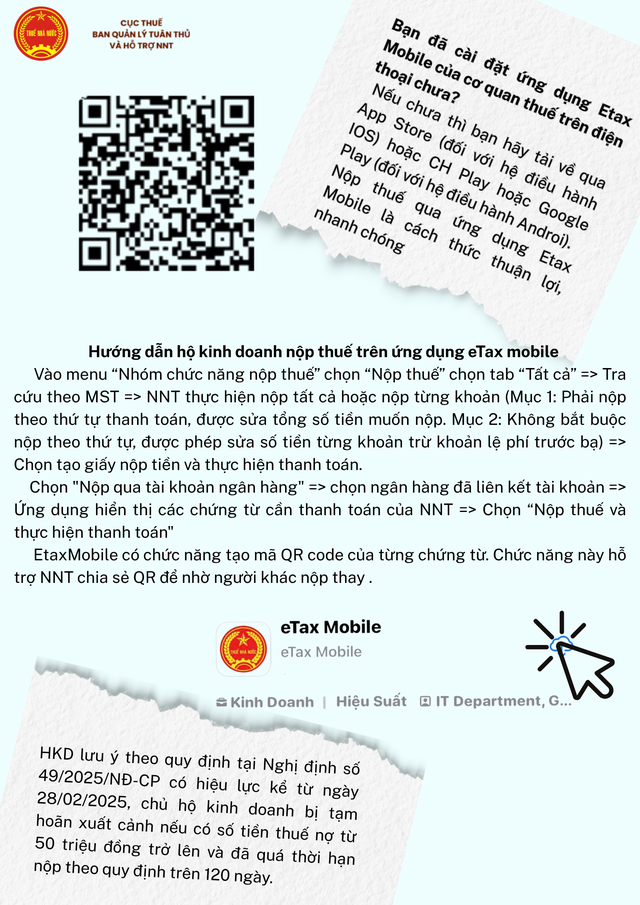 THUẾ NHÀ NƯỚC
CỤC THUẾ
BAN QUẢN LÝ TUÂN THỦ
VÀ HỖ TRỢ NNT
Bạn đã cài đặt ứng dụng Etax
Mobile của cơ quan thuế trên điện
thoại chưa?
Nếu chưa thì bạn hãy tải về qua
App Store (đối với hệ điều hành
IOS) hoặc CH Play hoặc Google
Play (đối với hệ điều hành Androi).
Nộp thuế qua ứng dụng Etax
Mobile là cách thức thuận lợi,
nhanh chóng
Hướng dẫn hộ kinh doanh nộp thuế trên ứng dụng eTax mobile
Vào menu “Nhóm chức năng nộp thuế” chọn “Nộp thuế” chọn tab “Tất cả” => Tra
cứu theo MST => NNT thực hiện nộp tất cả hoặc nộp từng khoản (Mục 1: Phải nộp
theo thứ tự thanh toán, được sửa tổng số tiền muốn nộp. Mục 2: Không bắt buộc
nộp theo thứ tự, được phép sửa số tiền từng khoản trừ khoản lệ phí trước bạ) =>
Chọn tạo giấy nộp tiền và thực hiện thanh toán.
Chọn "Nộp qua tài khoản ngân hàng" => chọn ngân hàng đã liên kết tài khoản =>
Ứng dụng hiển thị các chứng từ cần thanh toán của NNT => Chọn “Nộp thuế và
thực hiện thanh toán"
EtaxMobile có chức năng tạo mã QR code của từng chứng từ. Chức năng này hỗ
trợ NNT chia sẻ QR để nhờ người khác nộp thay .
THUẾ NHÀ NƯỚC
eTax Mobile
eTax Mobile
Kinh Doanh | Hiệu Suất IT Department, G...
HKD lưu ý theo quy định tại Nghị định số
49/2025/NĐ-CP có hiệu lực kể từ ngày
28/02/2025, chủ hộ kinh doanh bị tạm
hoãn xuất cảnh nếu có số tiền thuế nợ từ
50 triệu đồng trở lên và đã quá thời hạn
nộp theo quy định trên 120 ngày.